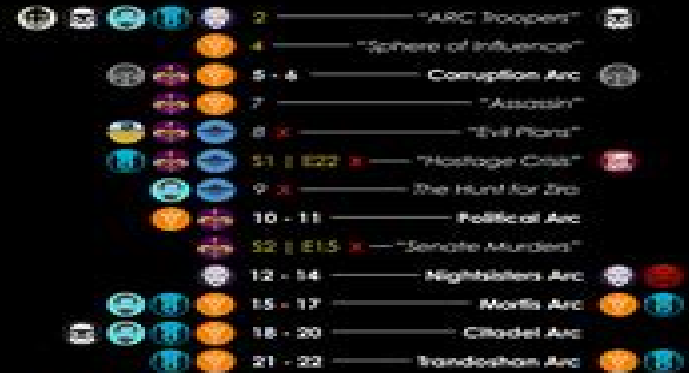 2 "ARC Troopers"
4 "Sphere of Influence"
5 - 6 Corruption Arc
7 "Assassin"
8 x "Evil Plans"
S1 | E22 x "Hostage Crisis"
9 x The Hunt for Ziro
10 - 11 Political Arc
S2 | E15 x "Senate Murders"
12 - 14 Nightsisters Arc
15 - 17 Mortis Arc
18 - 20 Citadel Arc
21 - 22 Trandoshan Arc